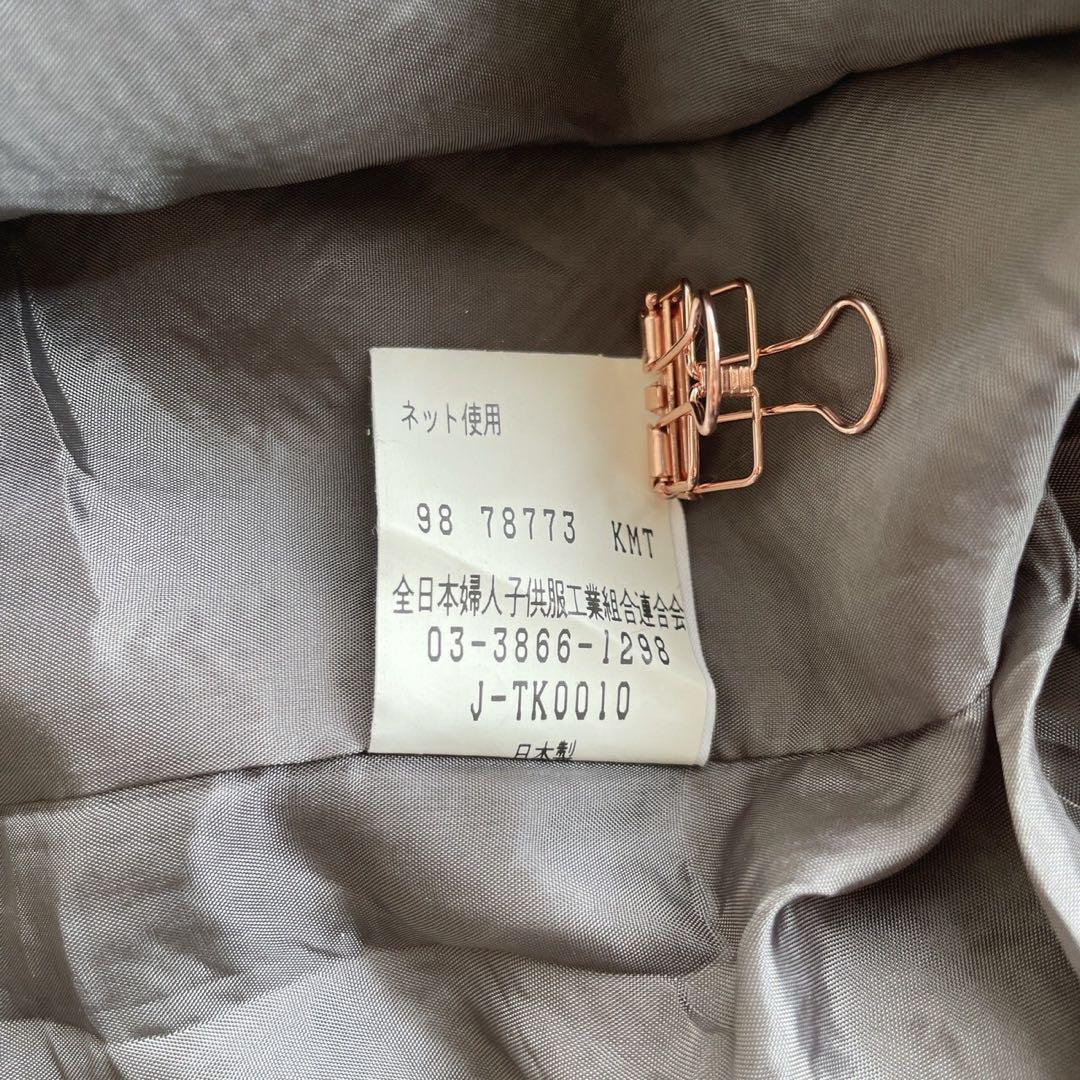 ネット使用
98 78773 KMT
全日本婦人子供服工業組合連合会
03-3866-1298
J-TK0010
日本製